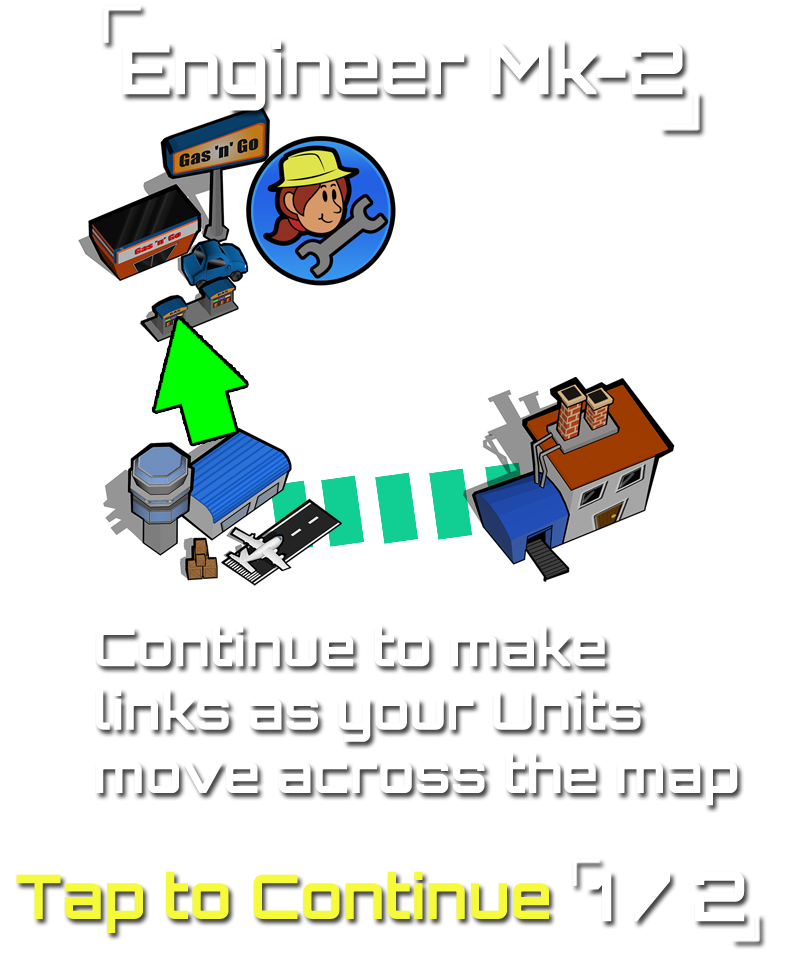 Engineer Mk-2
Gas 'n' Go
Gas 'n' Go
Continue to make
links as your Units
move across the map
Tap to Continue 1 / 2